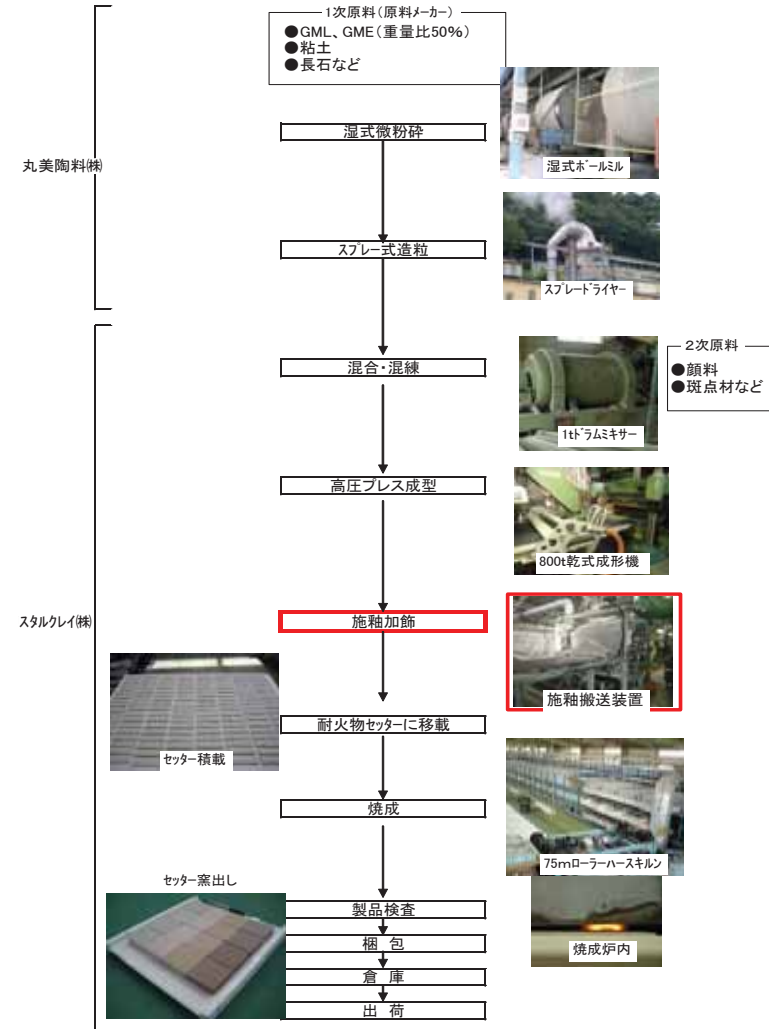 1次原料(原料メーカー)
●GML、GME(重量比50%)
●粘土
●長石など
湿式微粉砕
湿式ボールミル
丸美陶料㈱
スプレー式造粒
スプレードライヤー
混合・混練
1tドラムミキサー
2次原料
●顔料
●斑点材など
高圧プレス成型
800t乾式成形機
スタルクレイ㈱
施釉加飾
施釉搬送装置
耐火物セッターに移載
セッター積載
焼成
75mローラーハースキルン
セッター窯出し
製品検査
焼成炉内
梱 包
倉 庫
出 荷